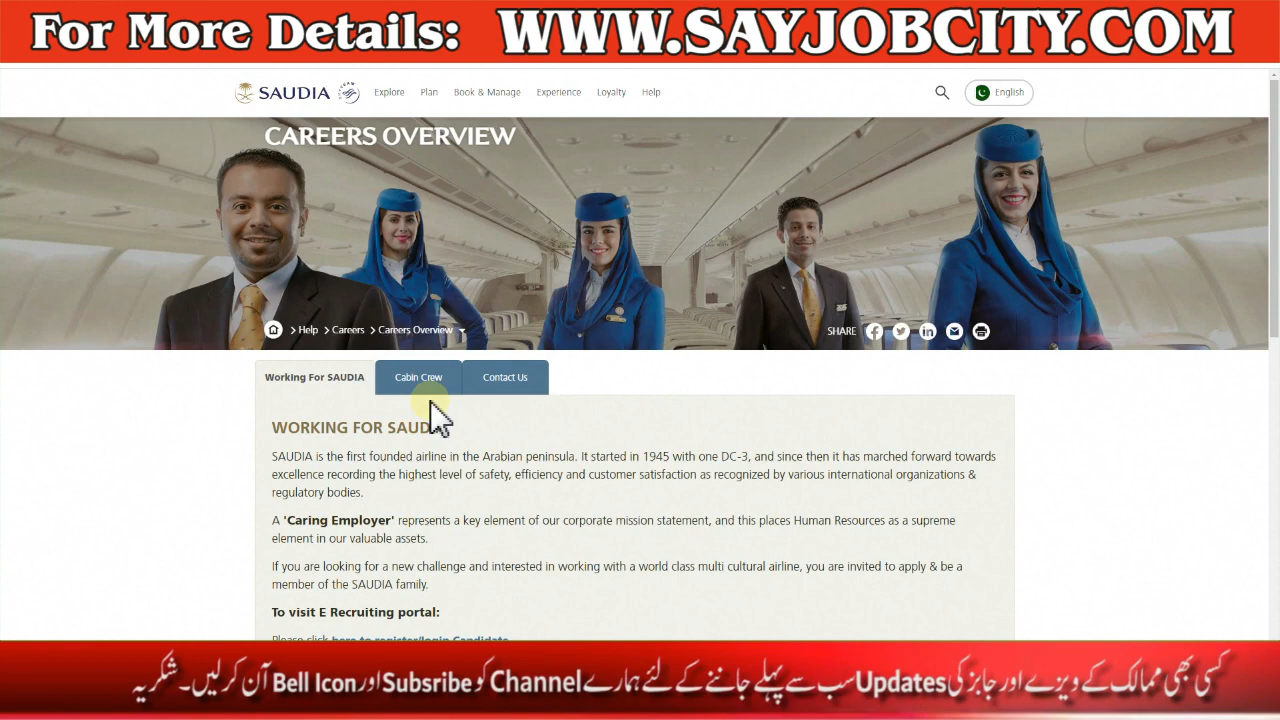 For More Details: WWW.SAYJOBCITY.COM
SAUDIA Explore Plan Book & Manage Experience Loyalty Help English
CAREERS OVERVIEW
Help Careers Careers Overview SHARE
Working For SAUDIA Cabin Crew Contact Us
WORKING FOR SAUD
SAUDIA is the first founded airline in the Arabian peninsula. It started in 1945 with one DC-3, and since then it has marched forward towards
excellence recording the highest level of safety, efficiency and customer satisfaction as recognized by various international organizations &
regulatory bodies.
A 'Caring Employer' represents a key element of our corporate mission statement, and this places Human Resources as a supreme
element in our valuable assets.
If you are looking for a new challenge and interested in working with a world class multi cultural airline, you are invited to apply & be a
member of the SAUDIA family.
To visit E Recruiting portal:
Please click here to register/login Candidate
کسی بھی ممالک کے ویزے اور جابز کی Updates سب سے پہلے جاننے کے لئے ہمارے Channel کو Subsribe اور Bell Icon آن کر لیں۔ شکریہ